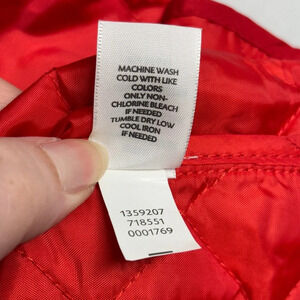 MACHINE WASH
COLD WITH LIKE
COLORS
ONLY NON-
CHLORINE BLEACH
IF NEEDED
TUMBLE DRY LOW
COOL IRON
IF NEEDED
1359207
718551
0001769